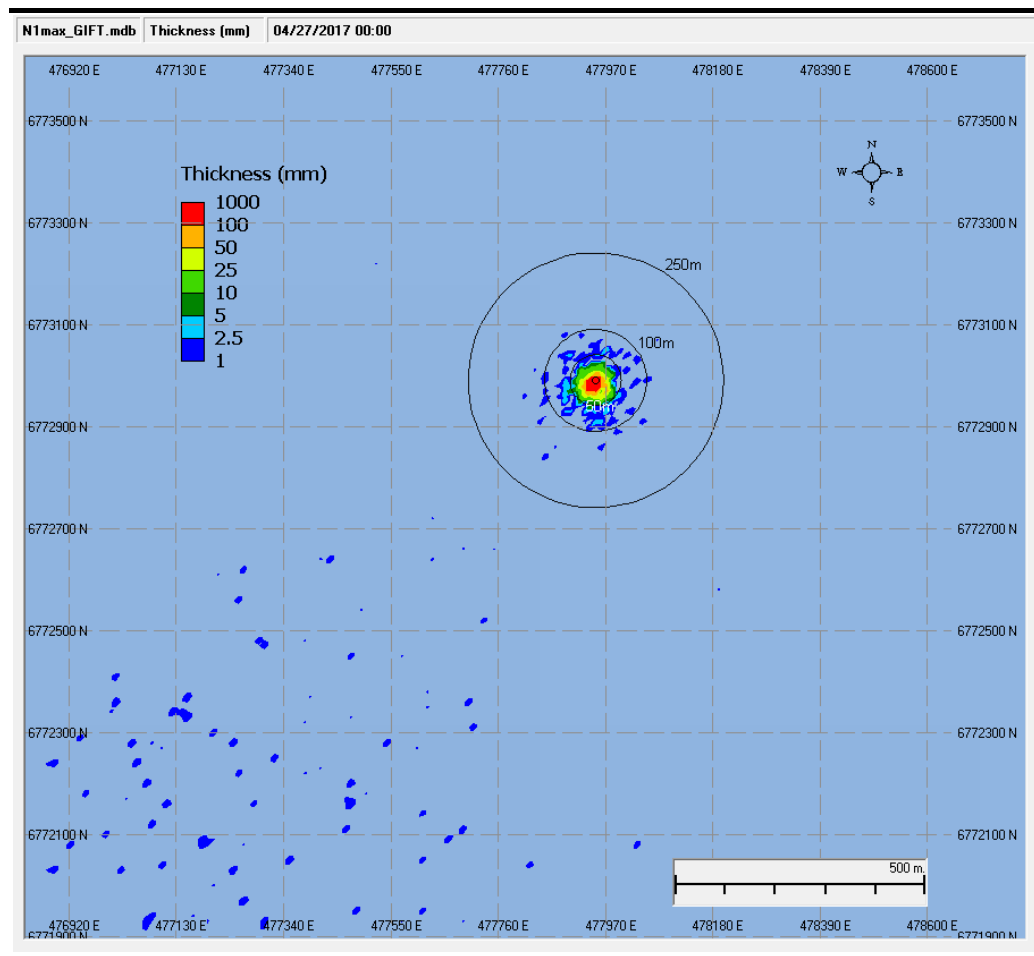 N1max_GIFT.mdb Thickness (mm) 04/27/2017 00:00
476920 E 477130 E 477340 E 477550 E 477760 E 477970 E 478180 E 478390 E 478600 E
6773500 N 6773500 N
N
W E
S
Thickness (mm)
1000
100
50
25
10
5
2.5
1
6773300 N 6773300 N
250m
6773100 N 6773100 N
100m
50m
6772900 N 6772900 N
6772700 N 6772700 N
6772500 N 6772500 N
6772300 N 6772300 N
6772100 N 6772100 N
500 m.
476920 E 477130 E 477340 E 477550 E 477760 E 477970 E 478180 E 478390 E 478600 E
6771900 N 6771900 N